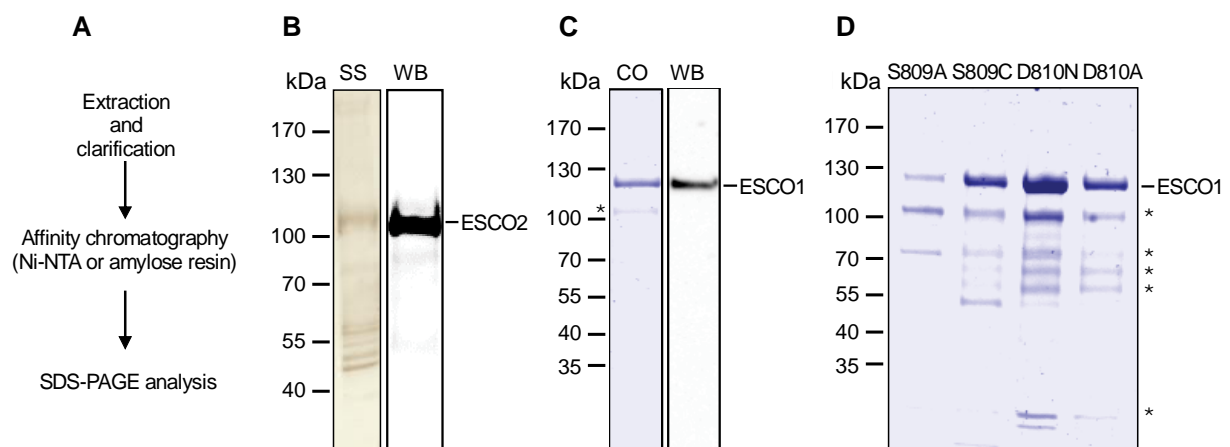 A
Extraction
and
clarification
Affinity chromatography
(Ni-NTA or amylose resin)
SDS-PAGE analysis
B
kDa SS WB
170
130
100
70
55
40
ESCO2
C
kDa CO WB
170
130
* 100
70
55
40
35
ESCO1
D
kDa S809A S809C D810N D810A
170
130
100
70
55
40
35
ESCO1
*
*
*
*
*